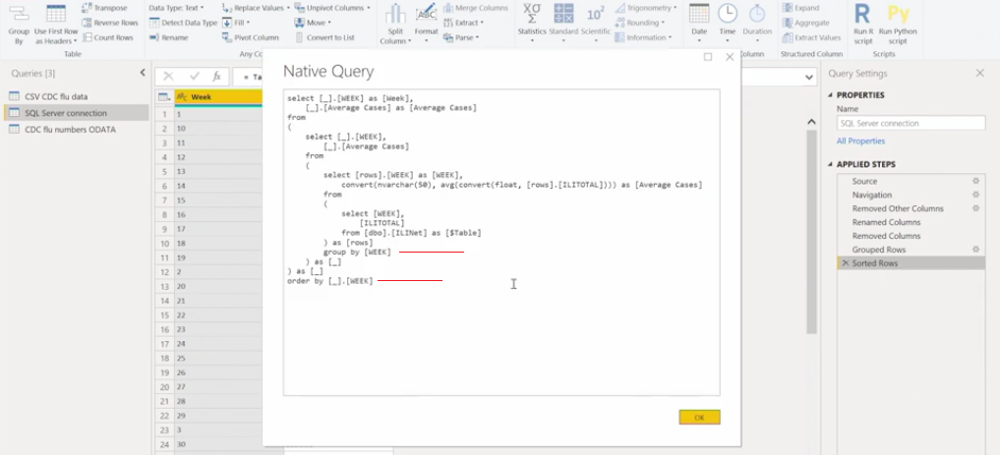 Group
By
Use First Row
as Headers
Transpose
Reverse Rows
Count Rows
Table
Data Type: Text
Detect Data Type
Rename
Replace Values
Fill
Pivot Column
Unpivot Columns
Move
Convert to List
Any Co
Split
Column
Format
Merge Columns
Extract
Parse
Statistics
Standard
Scientific
10²
Trigonometry
Rounding
Information
Date
Time
Duration
olumn
Expand
Aggregate
Extract Values
Structured Column
Run R
script
Run Python
script
Scripts
Queries [3]
CSV CDC flu data
SQL Server connection
CDC flu numbers ODATA
fx
= Ta
Week
1 1
2 10
3 11
4 12
5 13
6 14
7 15
8 16
9 17
10 18
11 19
12 2
13 20
14 21
15 22
16 23
17 24
18 25
19 26
20 27
21 28
22 29
23 3
24 30
Native Query
select [_].[WEEK] as [Week],
[_].[Average Cases] as [Average Cases]
from
(
select [_].[WEEK],
[_].[Average Cases]
from
(
select [rows].[WEEK] as [WEEK],
convert(nvarchar(50), avg(convert(float, [rows].[ILITOTAL]))) as [Average Cases]
from
(
select [WEEK],
[ILITOTAL]
from [dbo].[ILINet] as [$Table]
) as [rows]
group by [WEEK]
) as [_]
) as [_]
order by [_].[WEEK]
OK
Query Settings
PROPERTIES
Name
SQL Server connection
All Properties
APPLIED STEPS
Source
Navigation
Removed Other Columns
Renamed Columns
Removed Columns
Grouped Rows
Sorted Rows